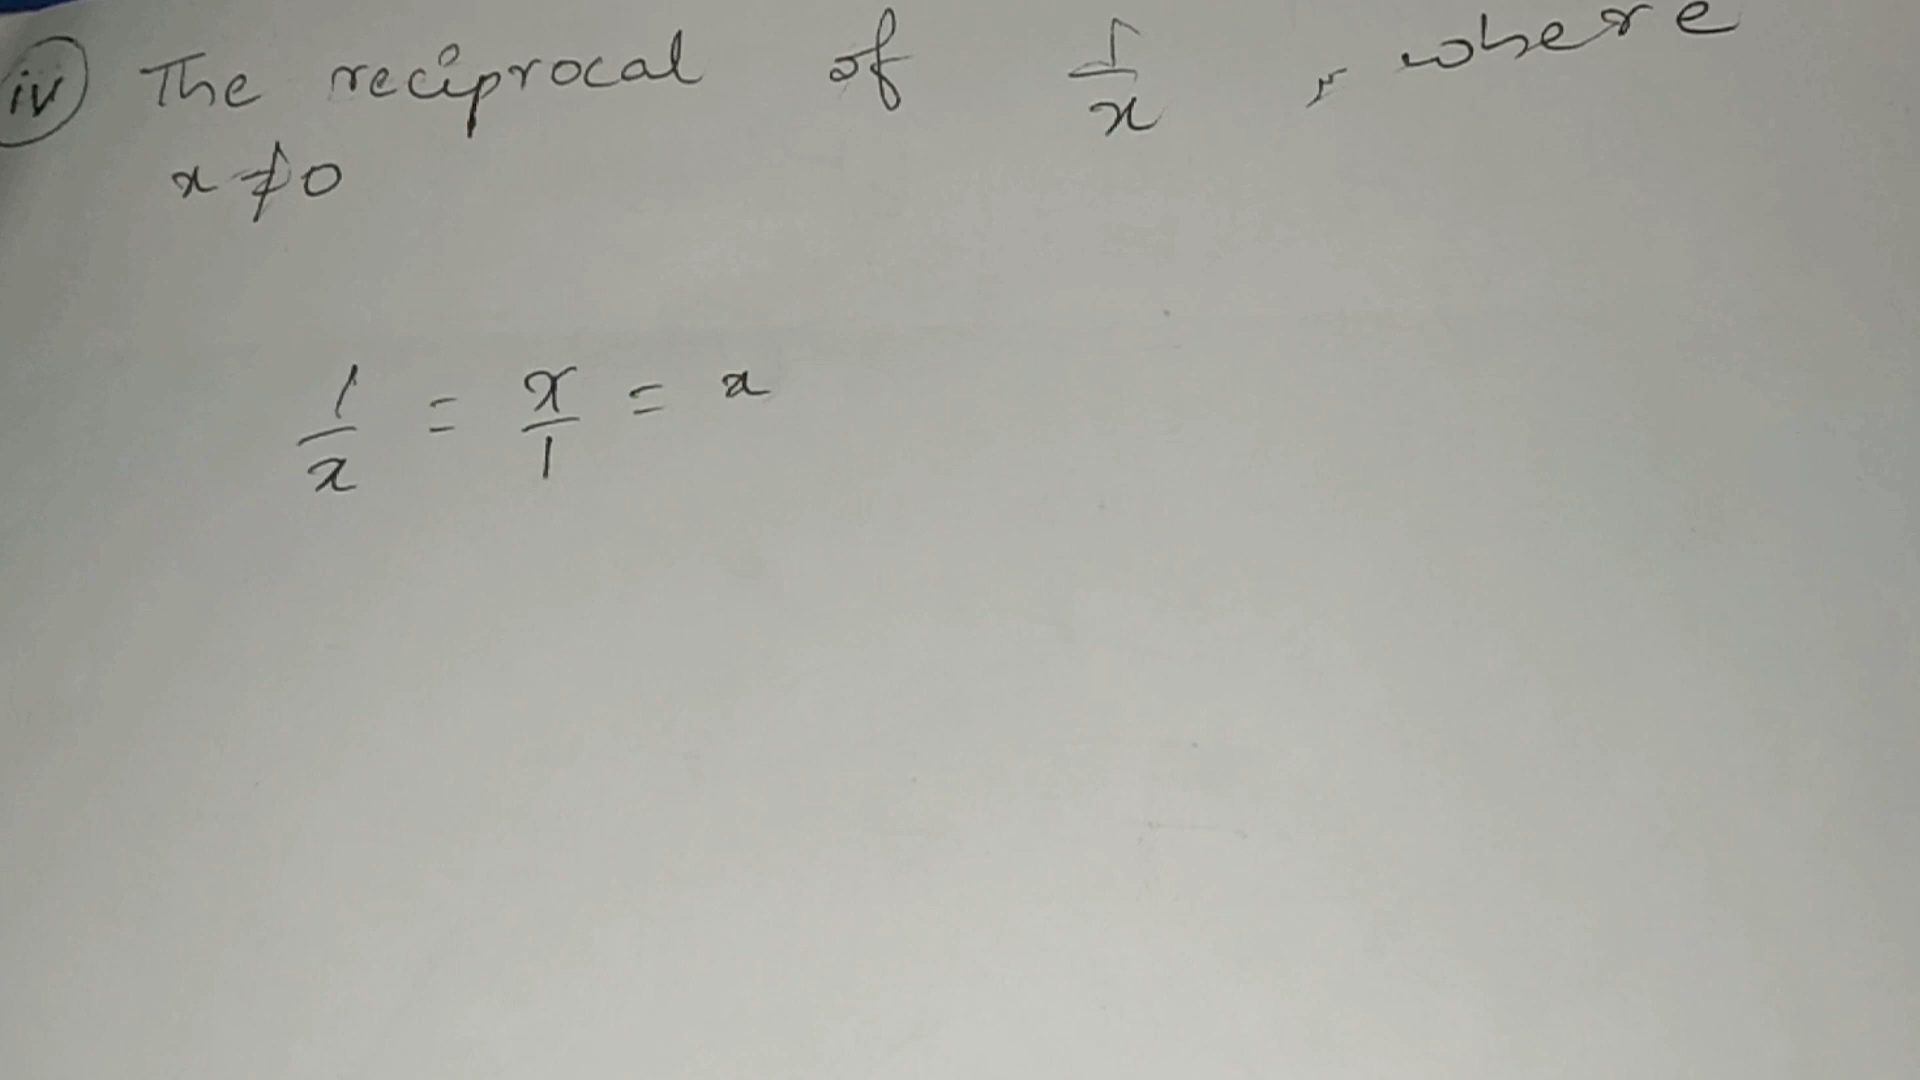 iv) The reciprocal of 1/x , where
x ≠ 0
1/x = x/1 = x